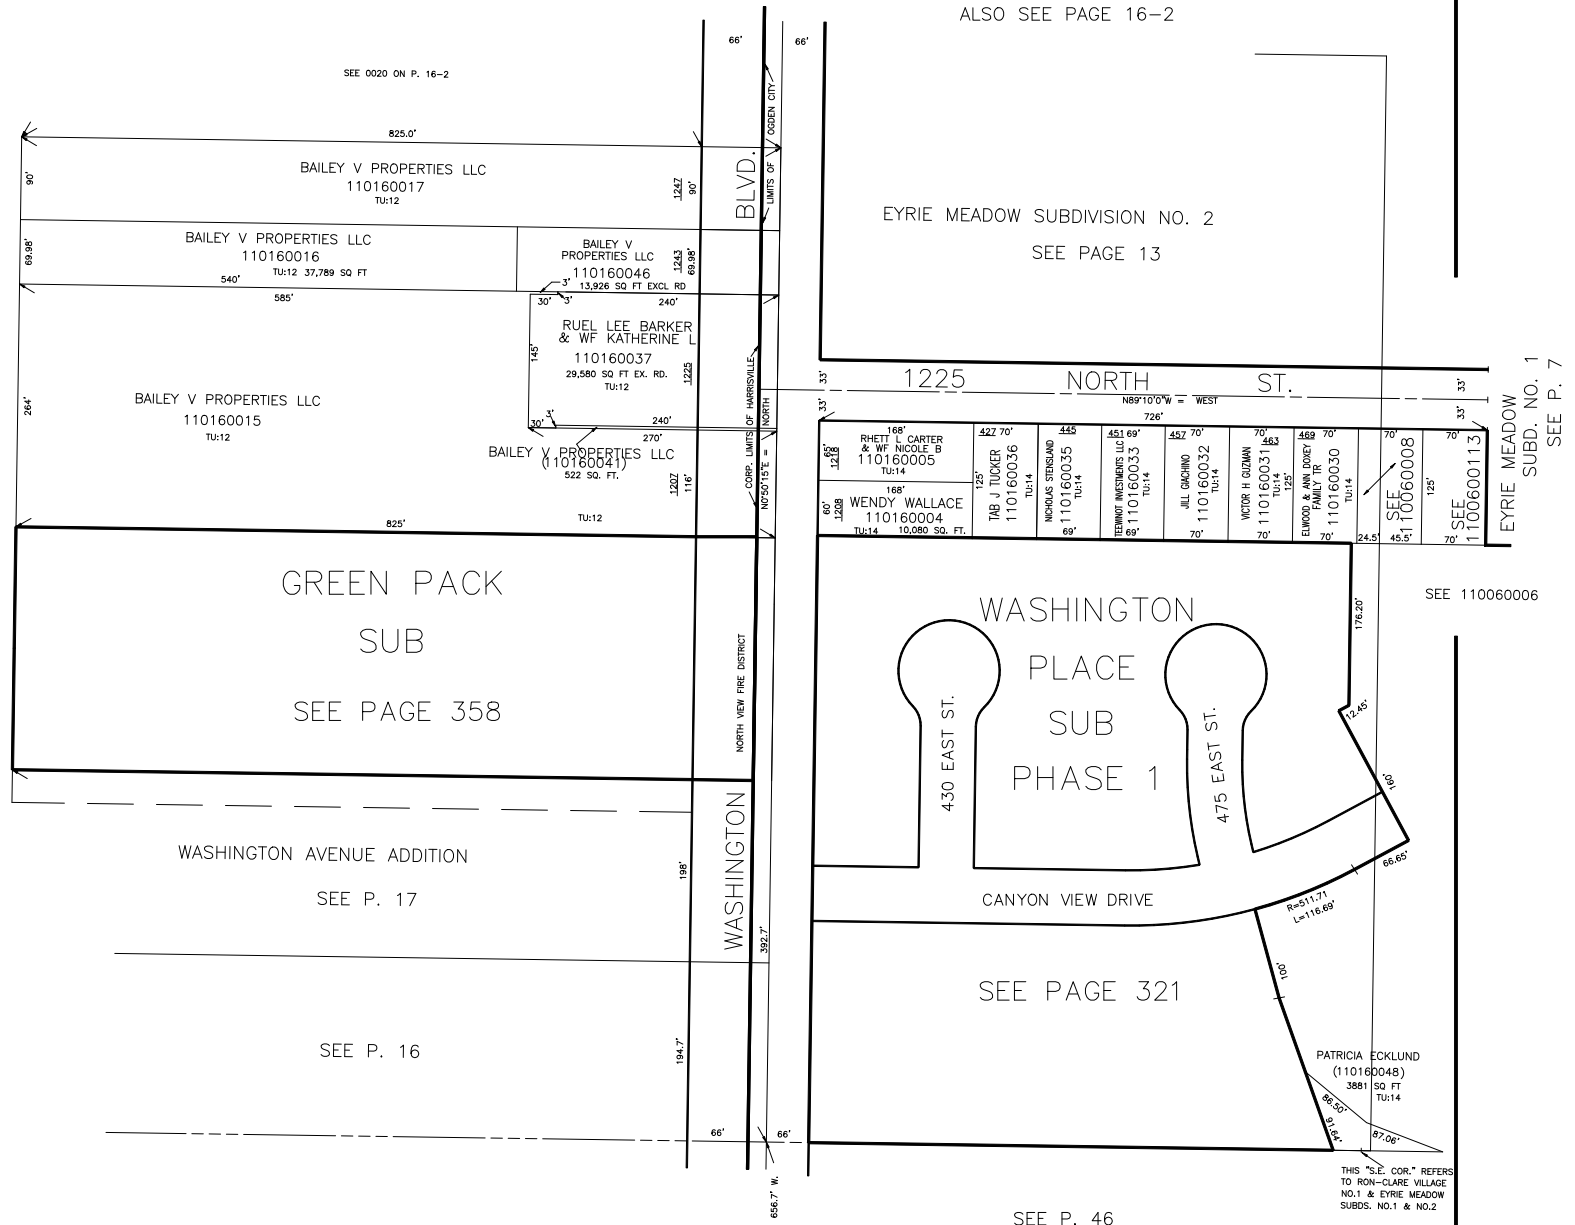 ALSO SEE PAGE 16-2
66'
66'
SEE 0020 ON P. 16-2
825.0'
BAILEY V PROPERTIES LLC
110160017
TU:12
90'
1247
90'
BLVD.
LIMITS OF OGDEN CITY
BAILEY V PROPERTIES LLC
110160016
TU:12 37,789 SQ FT
69.98'
540'
585'
BAILEY V
PROPERTIES LLC
110160046
13,926 SQ FT EXCL RD
1243
69.98'
3'
30'
3'
240'
RUEL LEE BARKER
& WF KATHERINE L
110160037
29,580 SQ FT EX. RD.
TU:12
145'
1225
BAILEY V PROPERTIES LLC
110160015
TU:12
264'
30'
3'
240'
270'
BAILEY V PROPERTIES LLC
(110160041)
522 SQ. FT.
1207
116'
TU:12
825'
CORP. LIMITS OF HARRISVILLE
N0°50'15"E = NORTH
EYRIE MEADOW SUBDIVISION NO. 2
SEE PAGE 13
33'
33'
1225 NORTH ST.
N89°10'0"W = WEST
726'
33'
33'
EYRIE MEADOW
SUBD. NO. 1
SEE P. 7
168'
RHETT L CARTER
& WF NICOLE B
110160005
TU:14
65'
1218
168'
WENDY WALLACE
110160004
TU:14 10,080 SQ. FT.
60'
1208
427 70'
TAB J TUCKER
110160036
TU:14
125'
445
NICHOLAS STENSLAND
110160035
TU:14
69'
451 69'
TEEWINOT INVESTMENTS LLC
110160033
TU:14
69'
457 70'
JILL GIACHINO
110160032
TU:14
70'
463
VICTOR H GUZMAN
110160031
TU:14
125'
70'
469 70'
ELWOOD & ANN DOXEY
FAMILY TR
110160030
TU:14
70'
70'
SEE
110060008
24.5'
45.5'
70'
125'
SEE
110060113
70'
SEE 110060006
GREEN PACK
SUB
SEE PAGE 358
NORTH VIEW FIRE DISTRICT
WASHINGTON
PLACE
SUB
PHASE 1
430 EAST ST.
475 EAST ST.
176.20'
12.45'
160'
66.65'
R=511.71
L=116.69'
CANYON VIEW DRIVE
SEE PAGE 321
100'
WASHINGTON AVENUE ADDITION
SEE P. 17
198'
WASHINGTON
392.7'
SEE P. 16
194.7'
66'
66'
656.7' W.
PATRICIA ECKLUND
(110160048)
3881 SQ FT
TU:14
86.50'
91.64'
87.06'
THIS "S.E. COR." REFERS
TO RON-CLARE VILLAGE
NO.1 & EYRIE MEADOW
SUBDS. NO.1 & NO.2
SEE P. 46